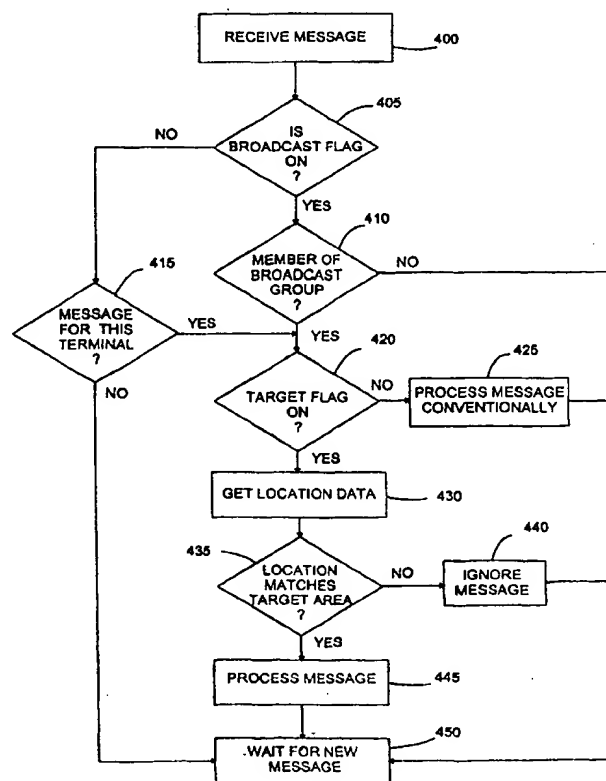 RECEIVE MESSAGE
400
405
NO
IS
BROADCAST FLAG
ON
?
YES
410
MEMBER OF
BROADCAST
GROUP
?
NO
415
MESSAGE
FOR THIS
TERMINAL
?
YES
YES
NO
420
TARGET FLAG
ON
?
NO
425
PROCESS MESSAGE
CONVENTIONALLY
YES
GET LOCATION DATA
430
435
LOCATION
MATCHES
TARGET AREA
?
NO
440
IGNORE
MESSAGE
YES
PROCESS MESSAGE
445
450
WAIT FOR NEW
MESSAGE